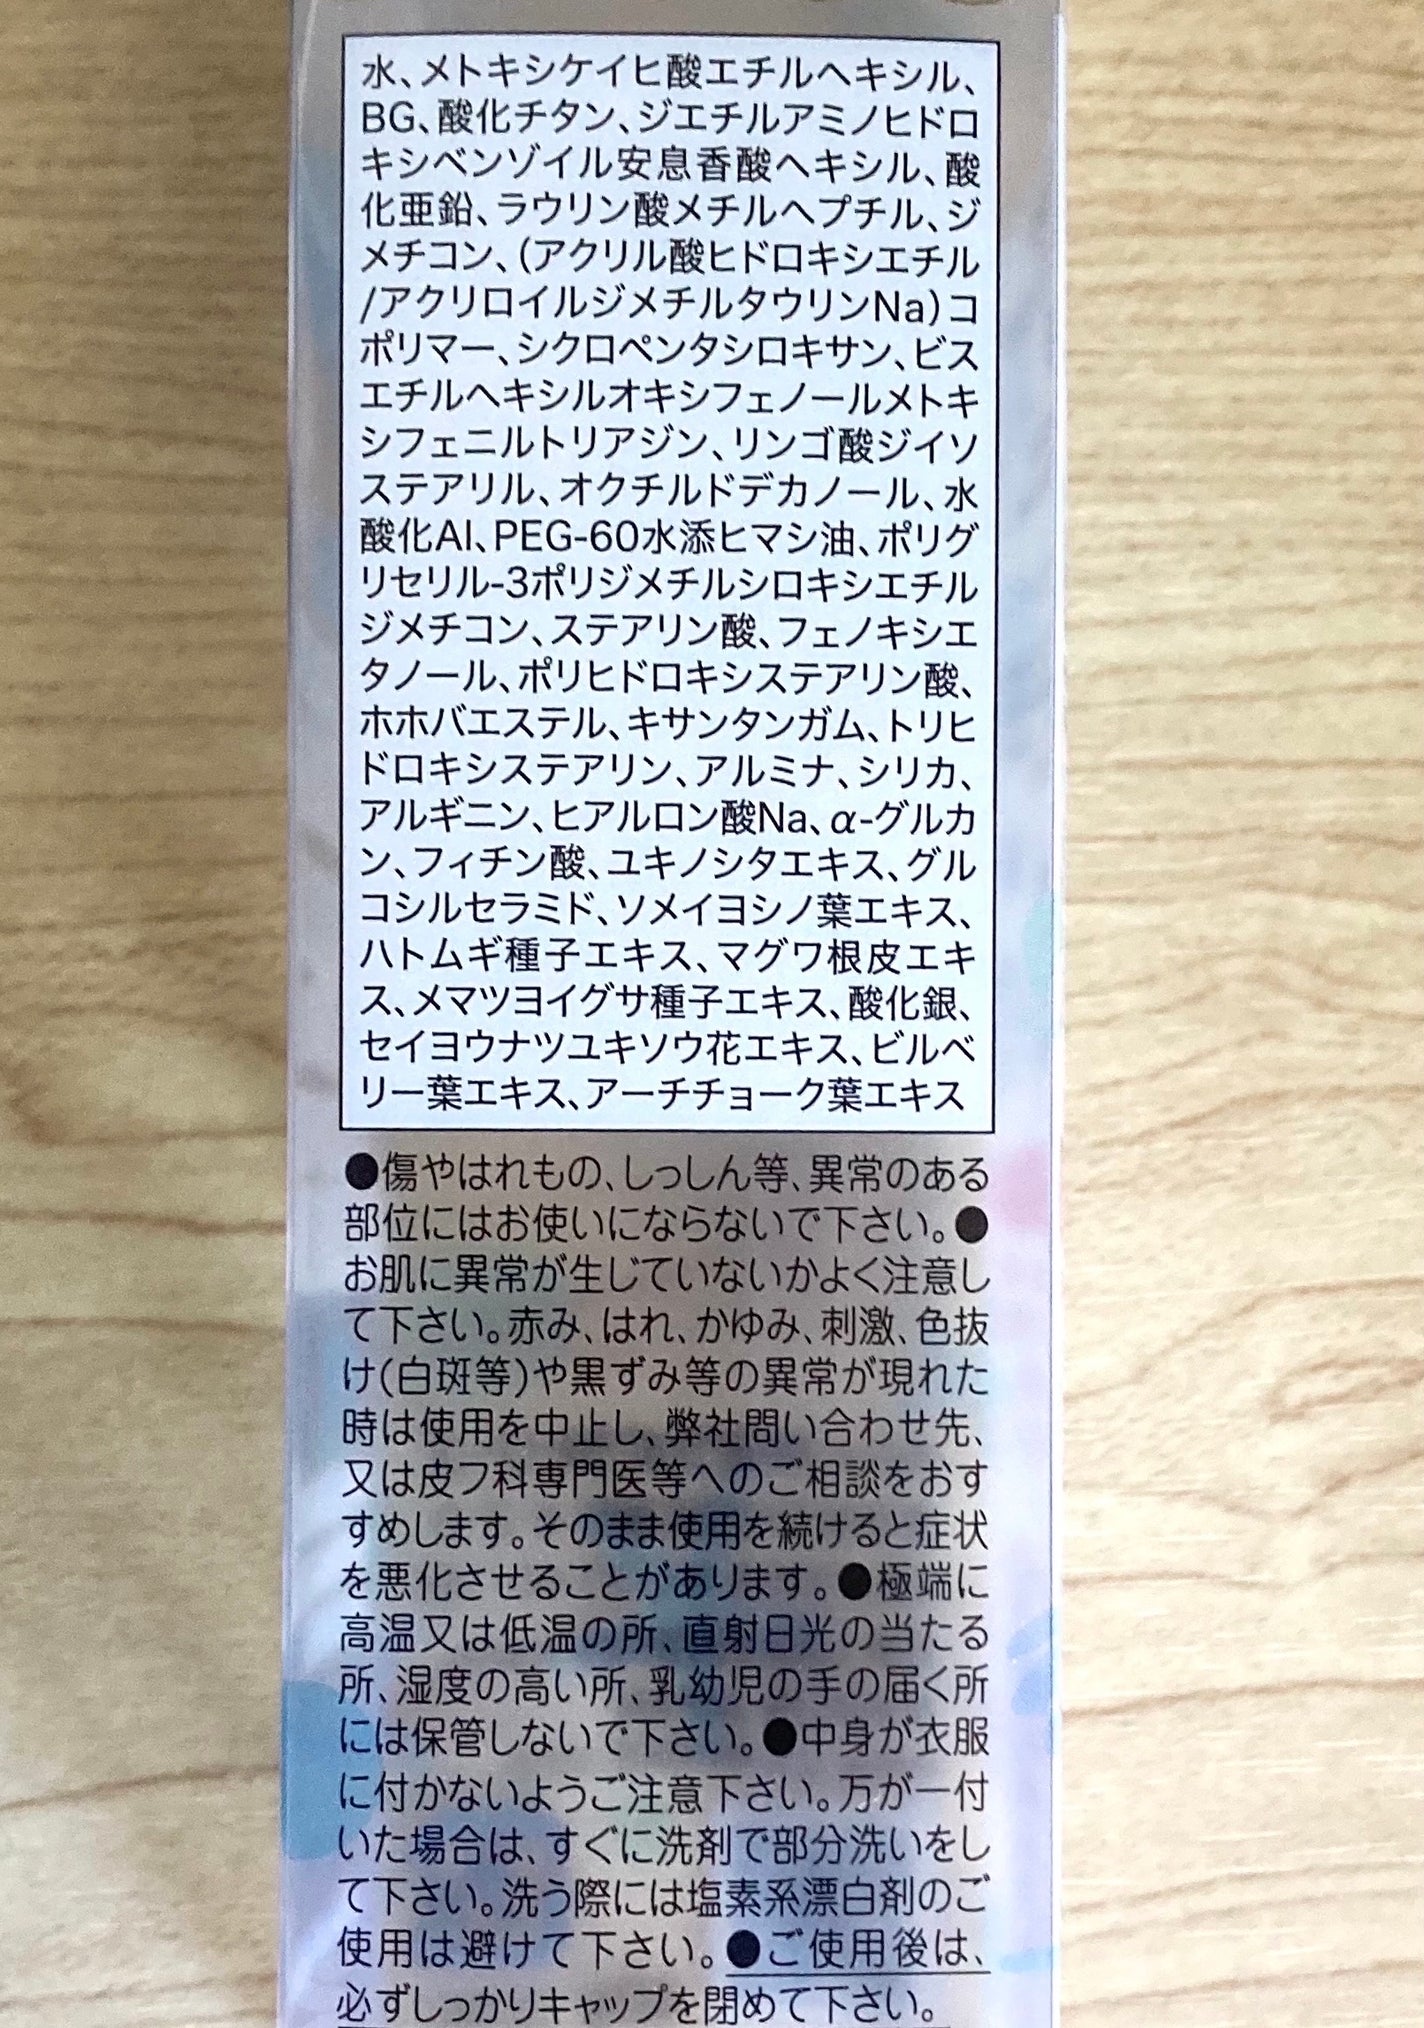 水、メトキシケイヒ酸エチルヘキシル、
BG、酸化チタン、ジエチルアミノヒドロ
キシベンゾイル安息香酸ヘキシル、酸
化亜鉛、ラウリン酸メチルヘプチル、ジ
メチコン、(アクリル酸ヒドロキシエチル
/アクリロイルジメチルタウリンNa)コ
ポリマー、シクロペンタシロキサン、ビス
エチルヘキシルオキシフェノールメトキ
シフェニルトリアジン、リンゴ酸ジイソ
ステアリル、オクチルドデカノール、水
酸化Al、PEG-60水添ヒマシ油、ポリグ
リセリル-3ポリジメチルシロキシエチル
ジメチコン、ステアリン酸、フェノキシエ
タノール、ポリヒドロキシステアリン酸、
ホホバエステル、キサンタンガム、トリヒ
ドロキシステアリン、アルミナ、シリカ、
アルギニン、ヒアルロン酸Na、α-グルカ
ン、フィチン酸、ユキノシタエキス、グル
コシルセラミド、ソメイヨシノ葉エキス、
ハトムギ種子エキス、マグワ根皮エキ
ス、メマツヨイグサ種子エキス、酸化銀、
セイヨウナツユキソウ花エキス、ビルベ
リー葉エキス、アーチチョーク葉エキス
●傷やはれもの、しっしん等、異常のある
部位にはお使いにならないで下さい。●
お肌に異常が生じていないかよく注意し
て下さい。赤み、はれ、かゆみ、刺激、色抜
け(白斑等)や黒ずみ等の異常が現れた
時は使用を中止し、弊社問い合わせ先、
又は皮フ科専門医等へのご相談をおす
すめします。そのまま使用を続けると症状
を悪化させることがあります。●極端に
高温又は低温の所、直射日光の当たる
所、湿度の高い所、乳幼児の手の届く所
には保管しないで下さい。●中身が衣服
に付かないようご注意下さい。万が一付
いた場合は、すぐに洗剤で部分洗いをし
て下さい。洗う際には塩素系漂白剤のご
使用は避けて下さい。●ご使用後は、
必ずしっかりキャップを閉めて下さい。